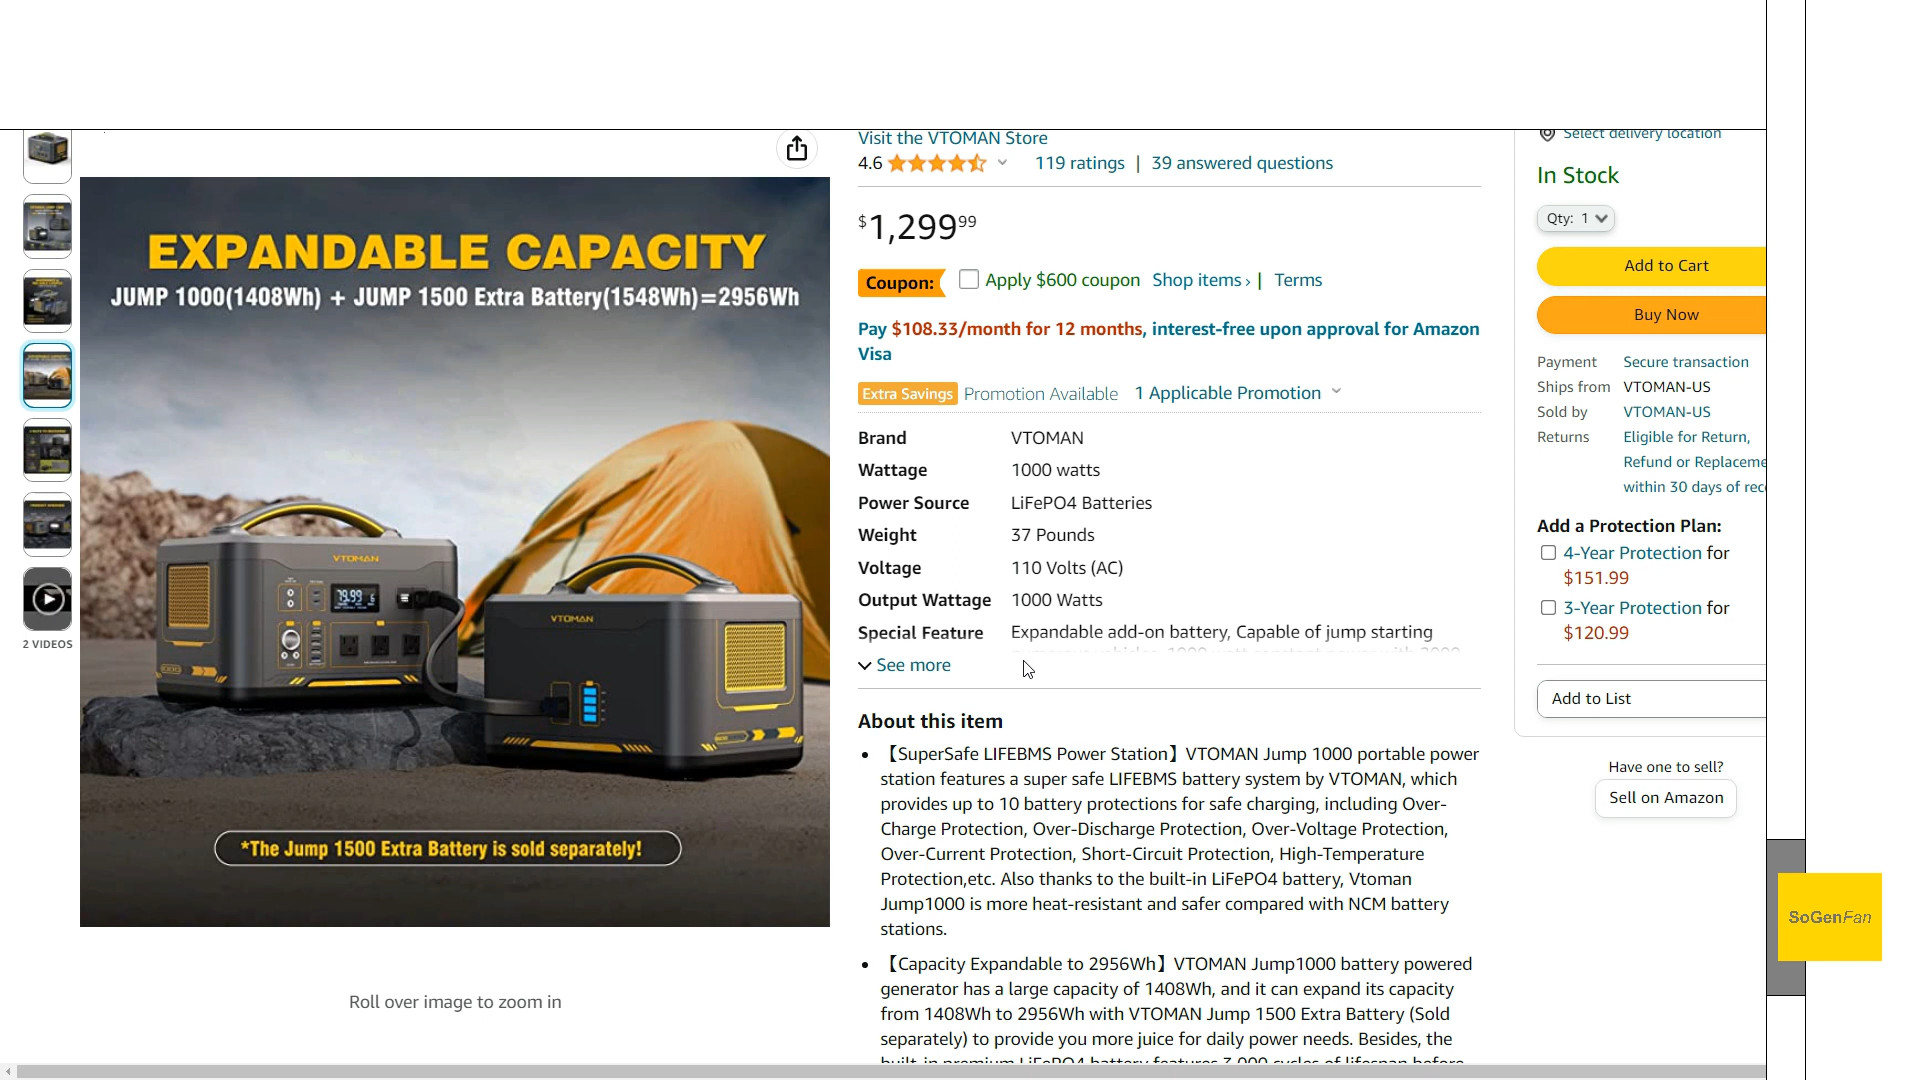 Visit the VTOMAN Store
4.6
119 ratings | 39 answered questions
$1,299 99
Coupon: Apply $600 coupon Shop items › | Terms
Pay $108.33/month for 12 months, interest-free upon approval for Amazon
Visa
Extra Savings Promotion Available 1 Applicable Promotion
Brand VTOMAN
Wattage 1000 watts
Power Source LiFePO4 Batteries
Weight 37 Pounds
Voltage 110 Volts (AC)
Output Wattage 1000 Watts
Special Feature Expandable add-on battery, Capable of jump starting
See more
About this item
【SuperSafe LIFEBMS Power Station】VTOMAN Jump 1000 portable power
station features a super safe LIFEBMS battery system by VTOMAN, which
provides up to 10 battery protections for safe charging, including Over-
Charge Protection, Over-Discharge Protection, Over-Voltage Protection,
Over-Current Protection, Short-Circuit Protection, High-Temperature
Protection,etc. Also thanks to the built-in LiFePO4 battery, Vtoman
Jump1000 is more heat-resistant and safer compared with NCM battery
stations.
【Capacity Expandable to 2956Wh】VTOMAN Jump1000 battery powered
generator has a large capacity of 1408Wh, and it can expand its capacity
from 1408Wh to 2956Wh with VTOMAN Jump 1500 Extra Battery (Sold
separately) to provide you more juice for daily power needs. Besides, the
EXPANDABLE CAPACITY
JUMP 1000(1408Wh) + JUMP 1500 Extra Battery(1548Wh)=2956Wh
VTOMAN
79.99
VTOMAN
*The Jump 1500 Extra Battery is sold separately!
2 VIDEOS
Roll over image to zoom in
Select delivery location
In Stock
Qty: 1
Add to Cart
Buy Now
Payment Secure transaction
Ships from VTOMAN-US
Sold by VTOMAN-US
Returns Eligible for Return,
Refund or Replaceme
within 30 days of rec
Add a Protection Plan:
4-Year Protection for
$151.99
3-Year Protection for
$120.99
Add to List
Have one to sell?
Sell on Amazon
SoGenFan